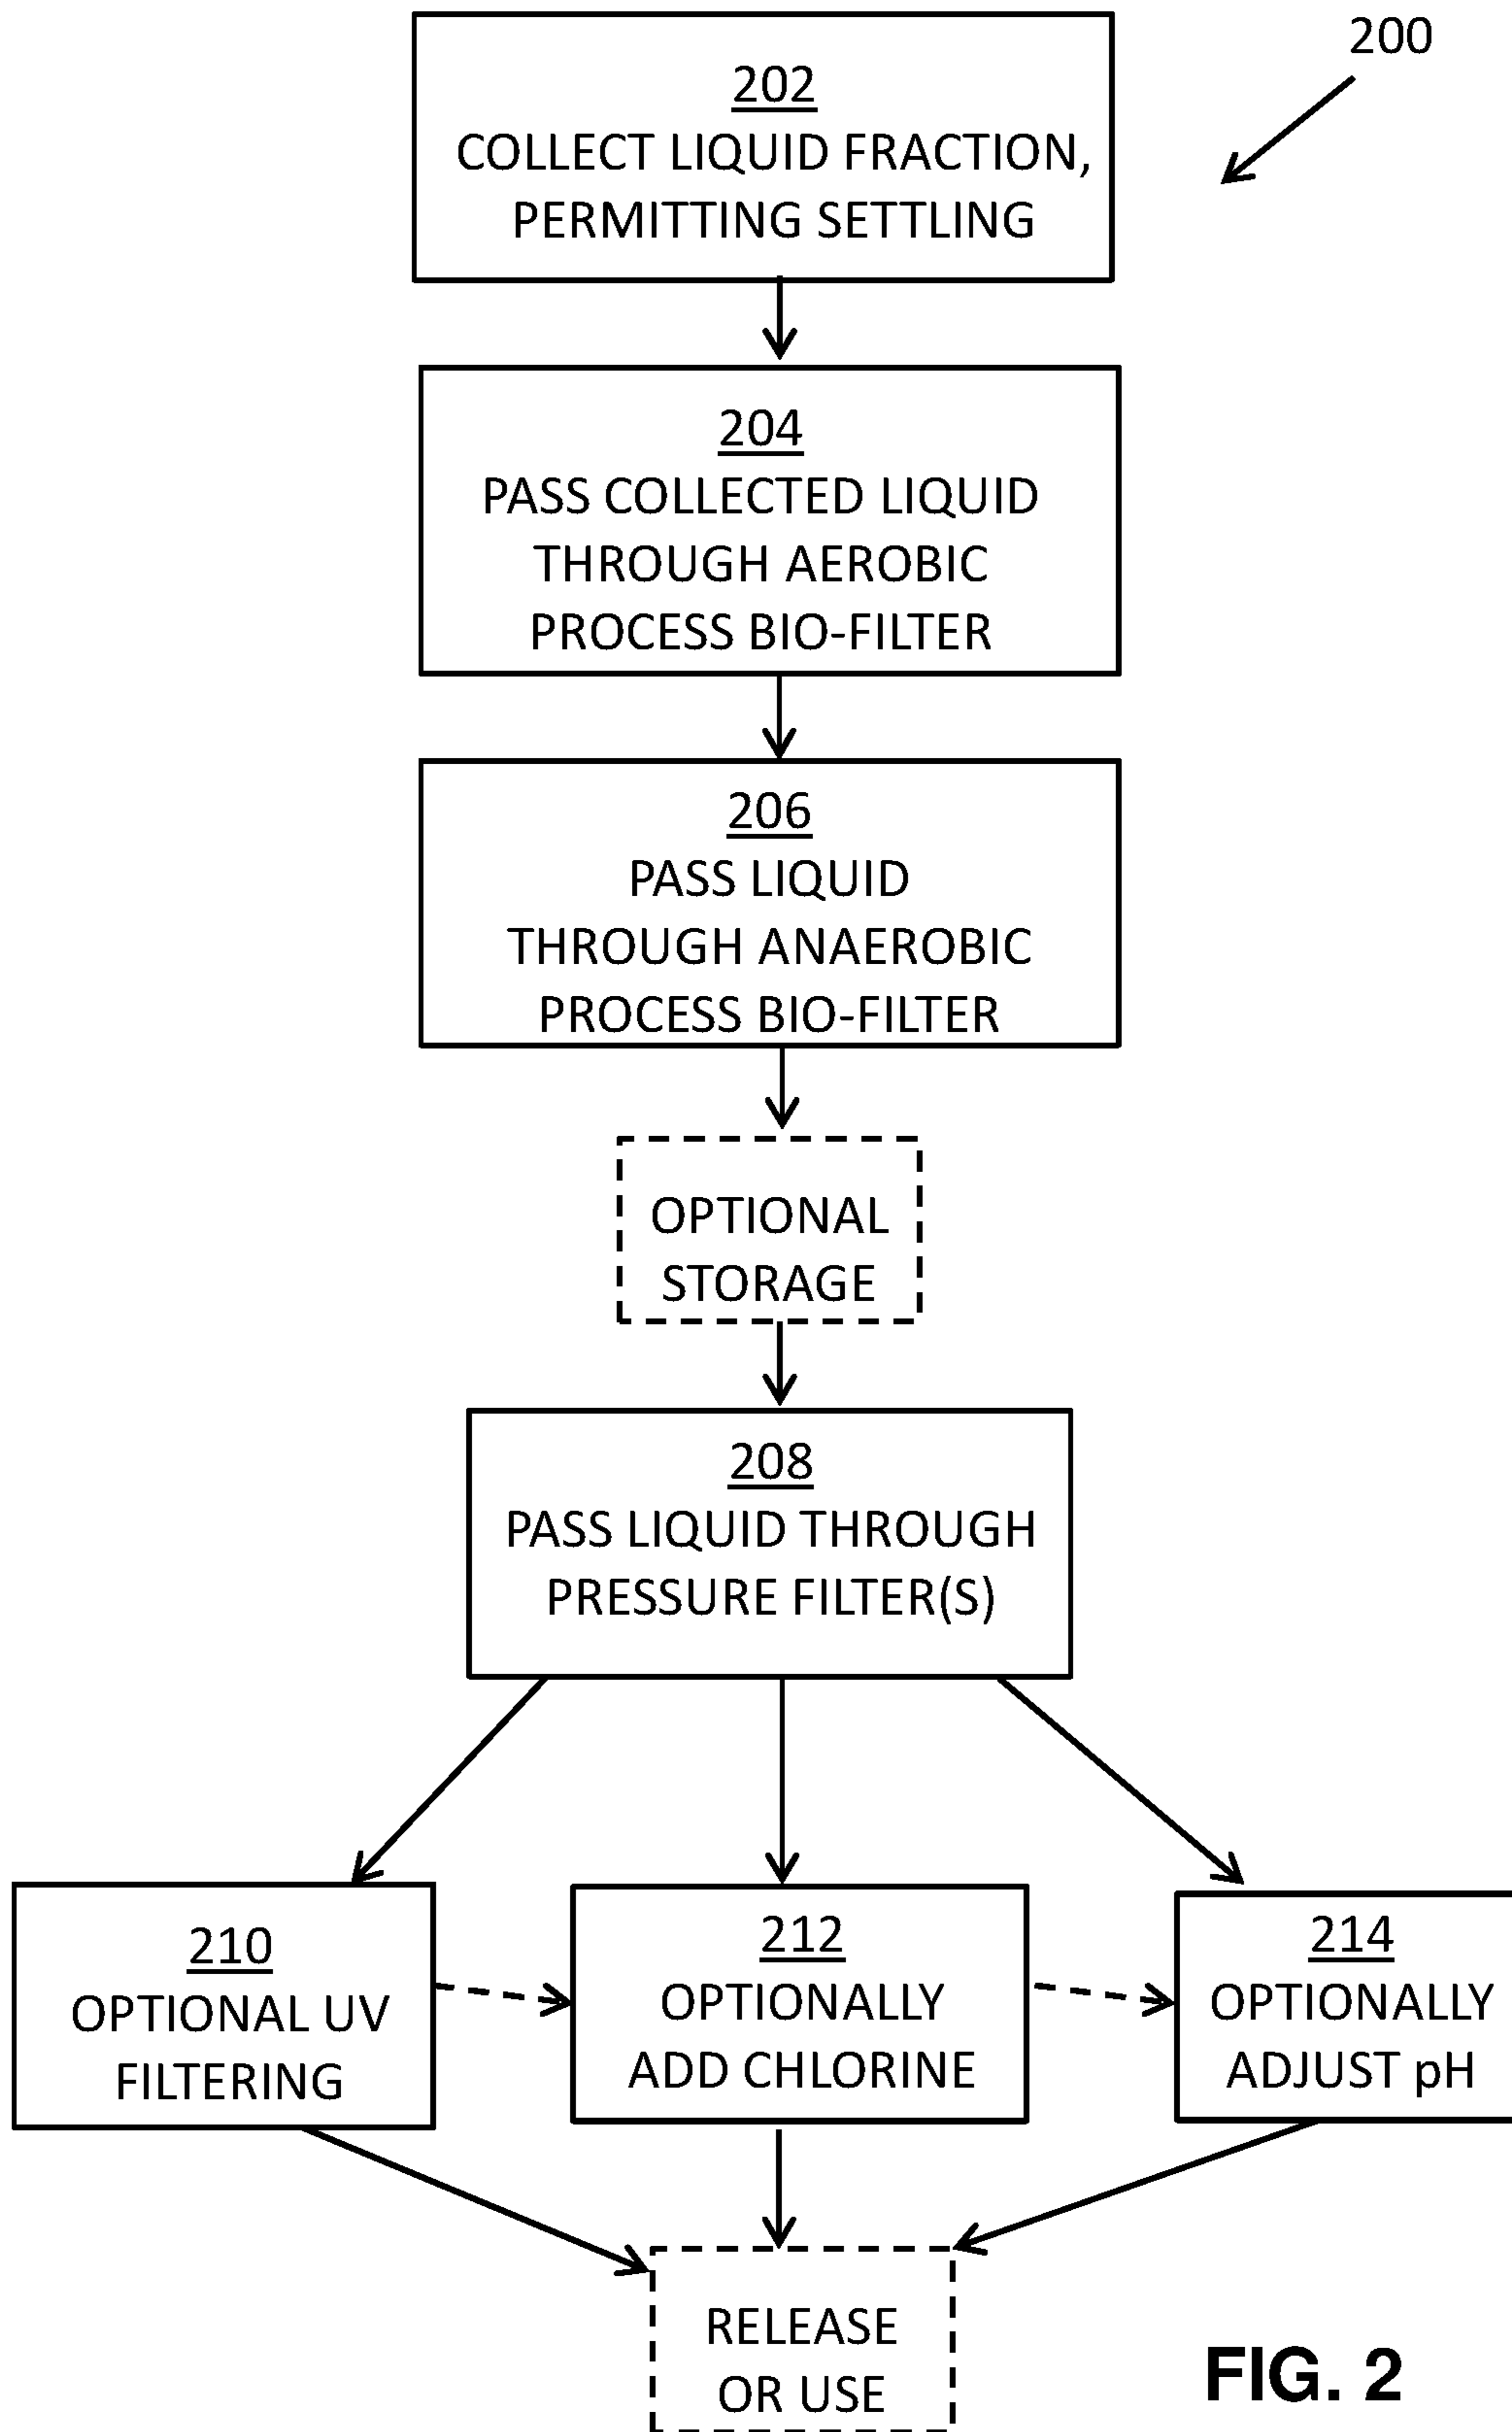 200
202
COLLECT LIQUID FRACTION,
PERMITTING SETTLING
204
PASS COLLECTED LIQUID
THROUGH AEROBIC
PROCESS BIO-FILTER
206
PASS LIQUID
THROUGH ANAEROBIC
PROCESS BIO-FILTER
OPTIONAL
STORAGE
208
PASS LIQUID THROUGH
PRESSURE FILTER(S)
210
OPTIONAL UV
FILTERING
212
OPTIONALLY
ADD CHLORINE
214
OPTIONALLY
ADJUST pH
RELEASE
OR USE
FIG. 2